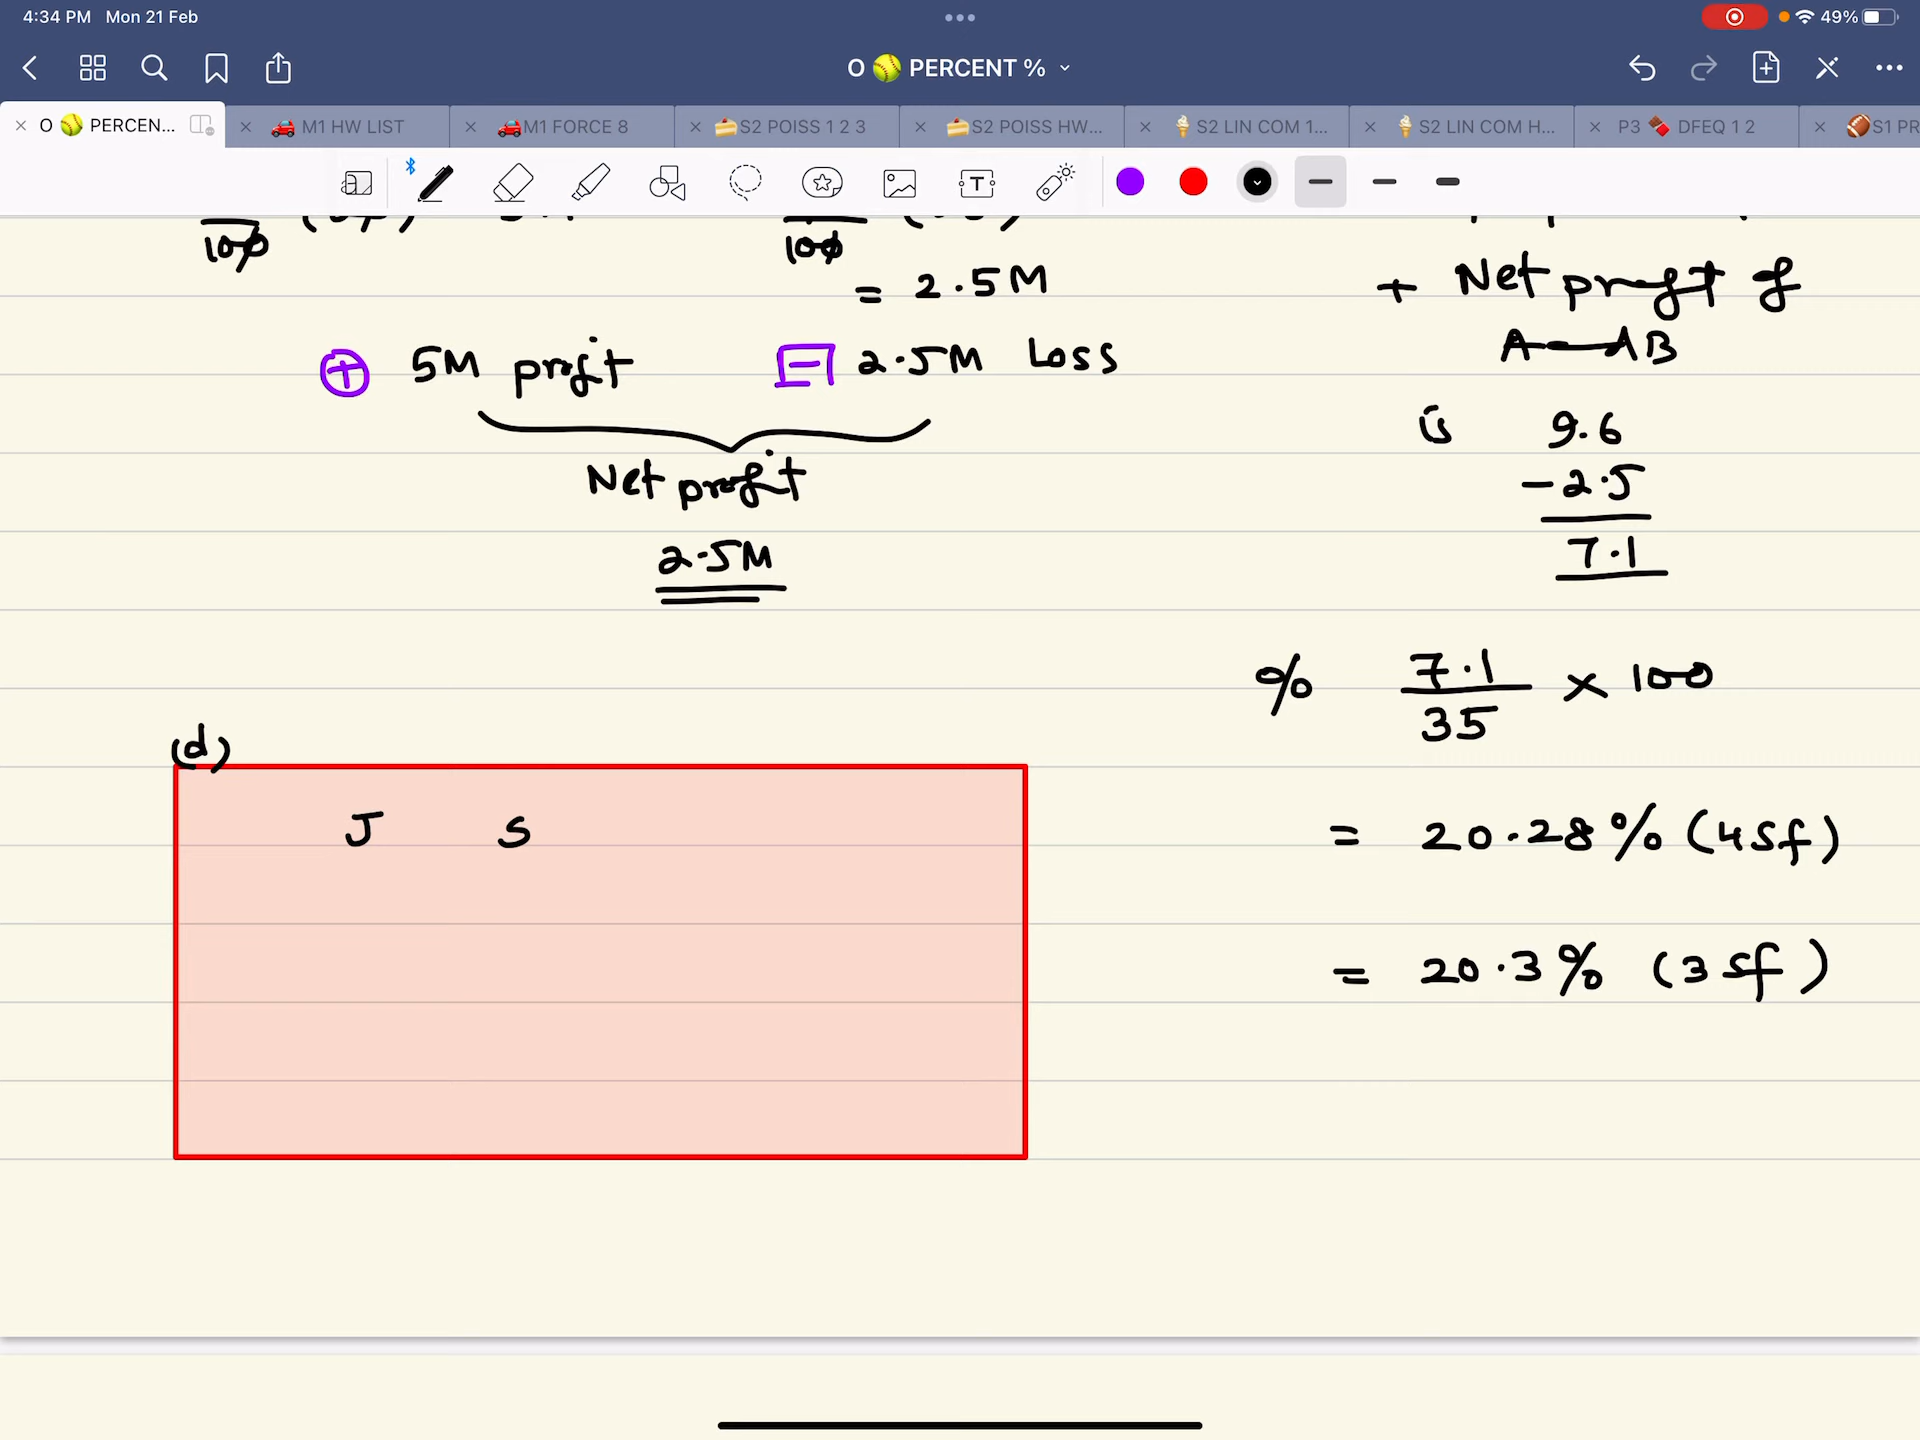 4:34 PM Mon 21 Feb
49%
O 🥎 PERCENT %
O 🥎 PERCEN...
🚗 M1 HW LIST
🚗M1 FORCE 8
🍰S2 POISS 1 2 3
🍰S2 POISS HW...
🍦 S2 LIN COM 1...
🍦 S2 LIN COM H...
P3 🍫 DFEQ 1 2
🏈S1 PR
100
100
= 2.5M
+ 5M profit - 2.5M Loss
Net profit
2.5M
+ Net profit of
A B
is 9.6
-2.5
7.1
% 7.1/35 × 100
= 20.28% (4sf)
= 20.3% (3 sf)
(d)
J S